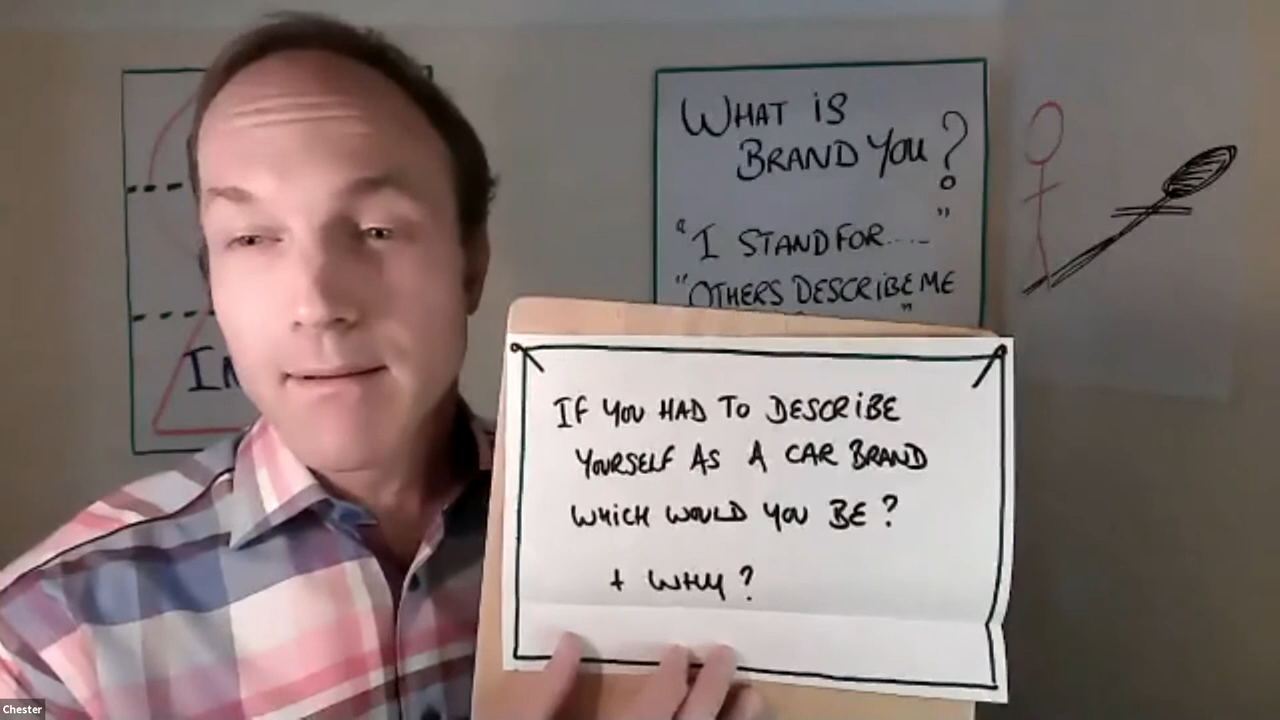 WHAT IS
BRAND YOU?
"I STAND FOR....."
"OTHERS DESCRIBE ME
"
IN
IF YOU HAD TO DESCRIBE
YOURSELF AS A CAR BRAND
WHICH WOULD YOU BE?
+ WHY?
Chester